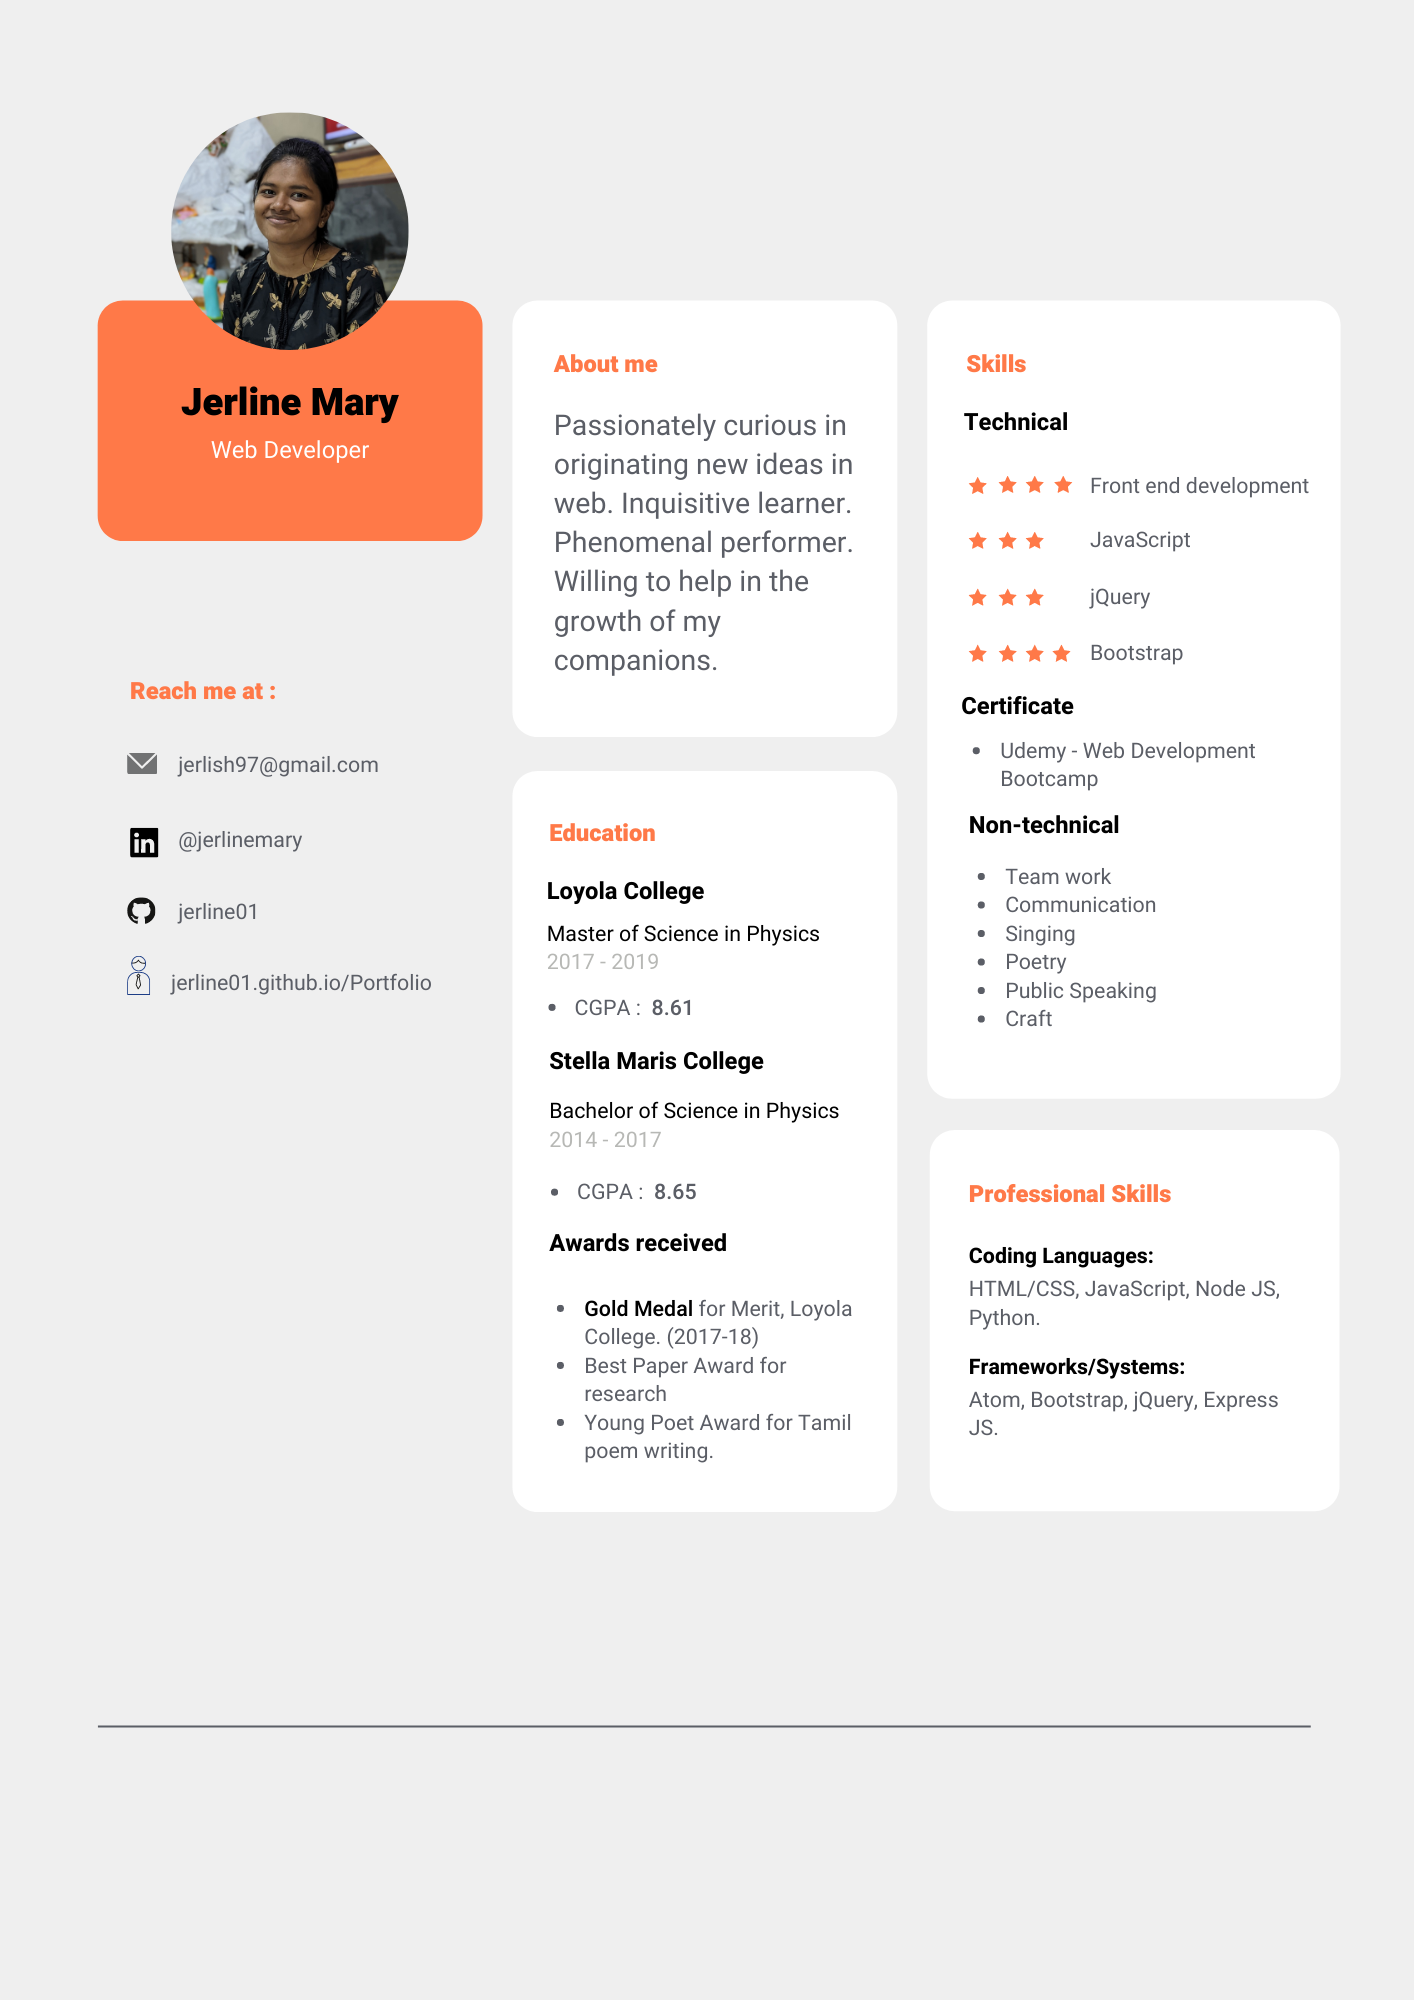 Jerline Mary
Web Developer
Reach me at :
jerlish97@gmail.com
in
@jerlinemary
jerline01
jerline01.github.io/Portfolio
About me
Passionately curious in
originating new ideas in
web. Inquisitive learner.
Phenomenal performer.
Willing to help in the
growth of my
companions.
Education
Loyola College
Master of Science in Physics
2017 - 2019
• CGPA : 8.61
Stella Maris College
Bachelor of Science in Physics
2014 - 2017
• CGPA : 8.65
Awards received
• Gold Medal for Merit, Loyola
College. (2017-18)
• Best Paper Award for
research
• Young Poet Award for Tamil
poem writing.
Skills
Technical
Front end development
JavaScript
jQuery
Bootstrap
Certificate
• Udemy - Web Development
Bootcamp
Non-technical
• Team work
• Communication
• Singing
• Poetry
• Public Speaking
• Craft
Professional Skills
Coding Languages:
HTML/CSS, JavaScript, Node JS,
Python.
Frameworks/Systems:
Atom, Bootstrap, jQuery, Express
JS.